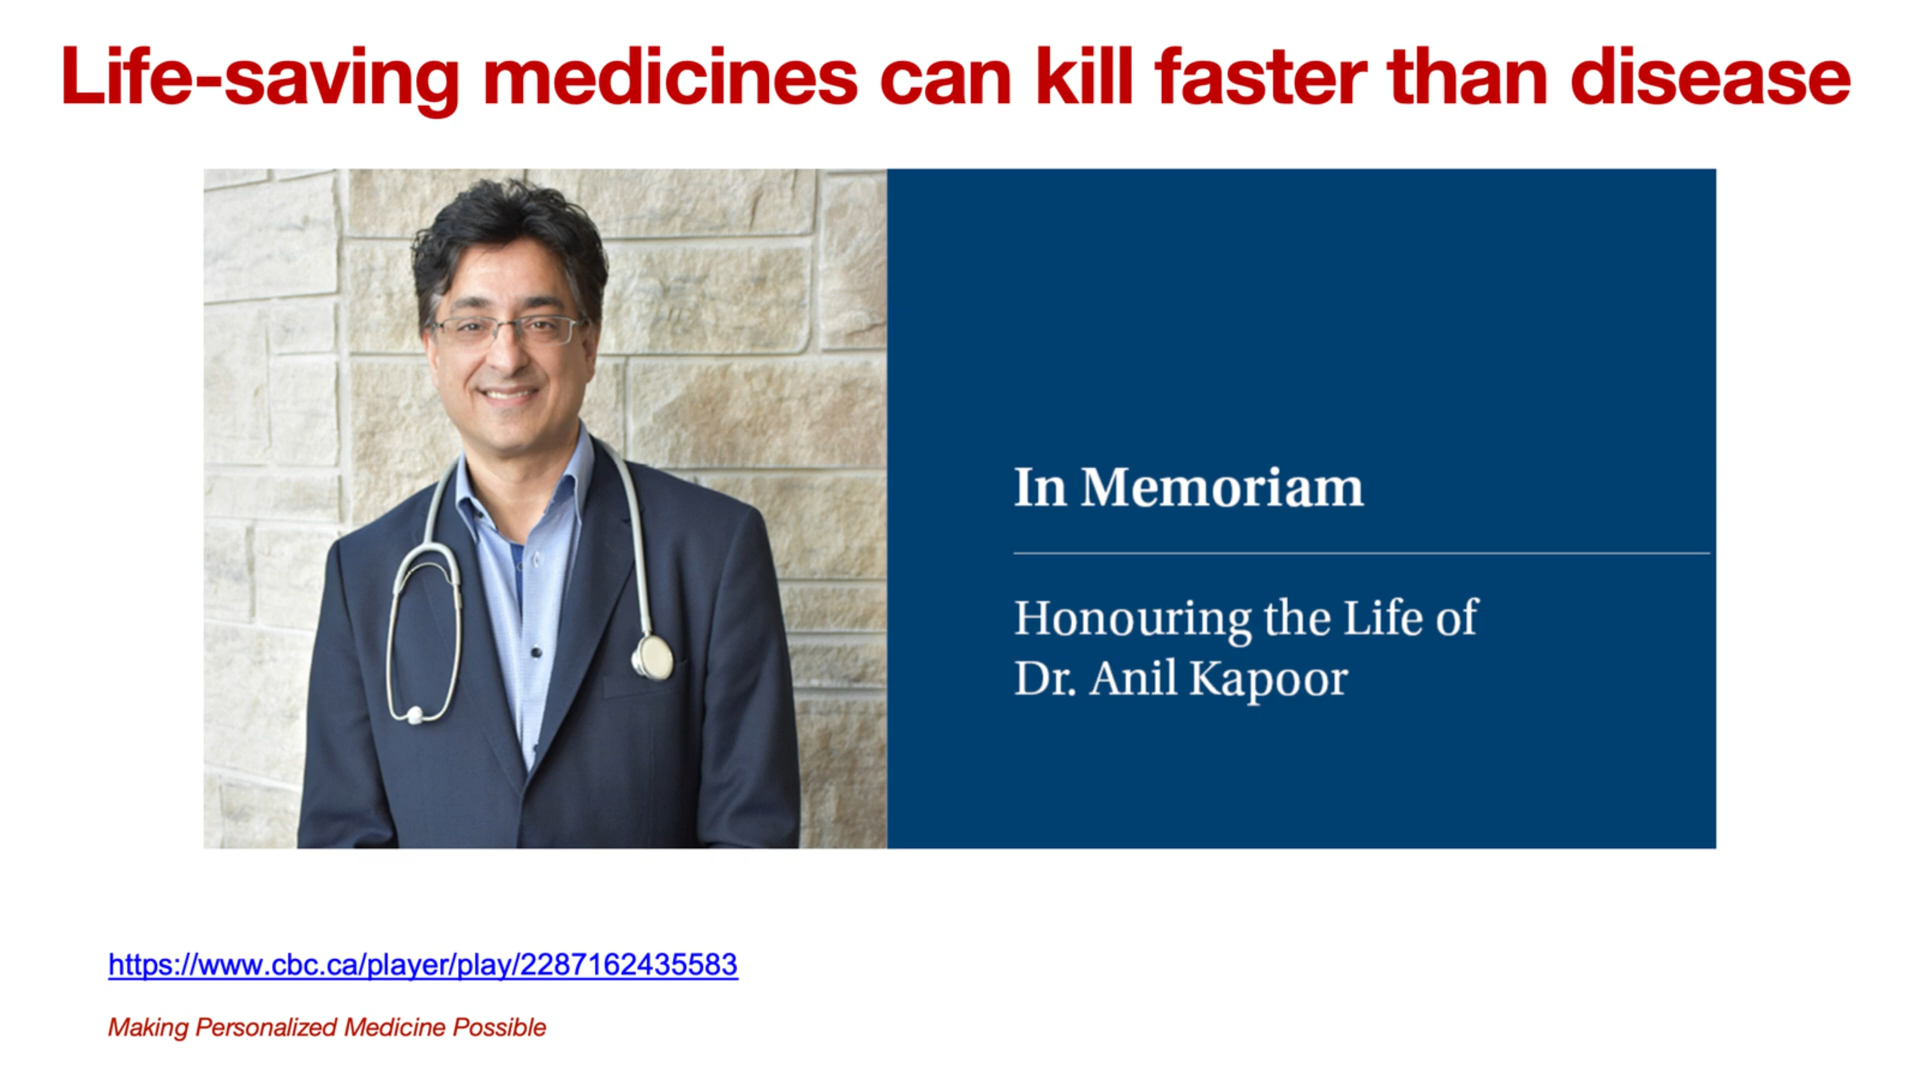 Life-saving medicines can kill faster than disease
In Memoriam
Honouring the Life of
Dr. Anil Kapoor
https://www.cbc.ca/player/play/2287162435583
Making Personalized Medicine Possible